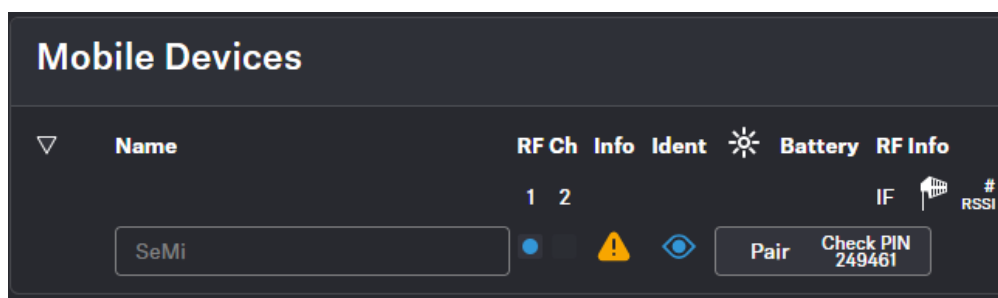 Mobile Devices
Name RF Ch Info Ident Battery RF Info
1 2 IF # RSSI
SeMi Pair Check PIN 249461